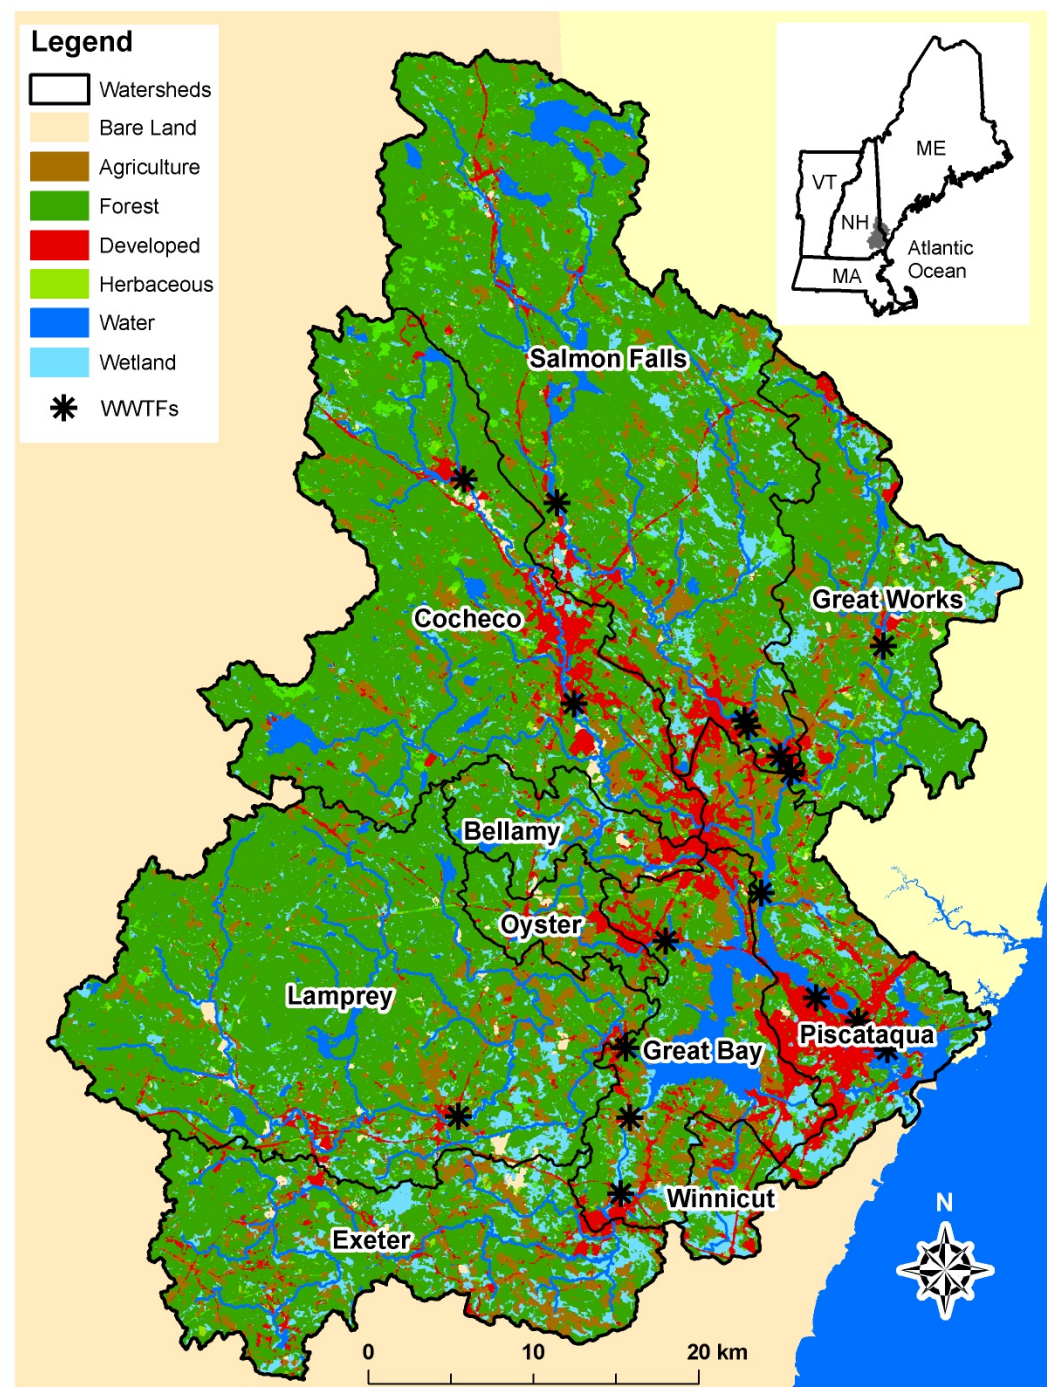 Legend
Watersheds
Bare Land
Agriculture
Forest
Developed
Herbaceous
Water
Wetland
WWTFs
ME
VT
NH
MA
Atlantic
Ocean
Salmon Falls
Great Works
Cocheco
Bellamy
Oyster
Lamprey
Piscataqua
Great Bay
Winnicut
Exeter
N
0 10 20 km